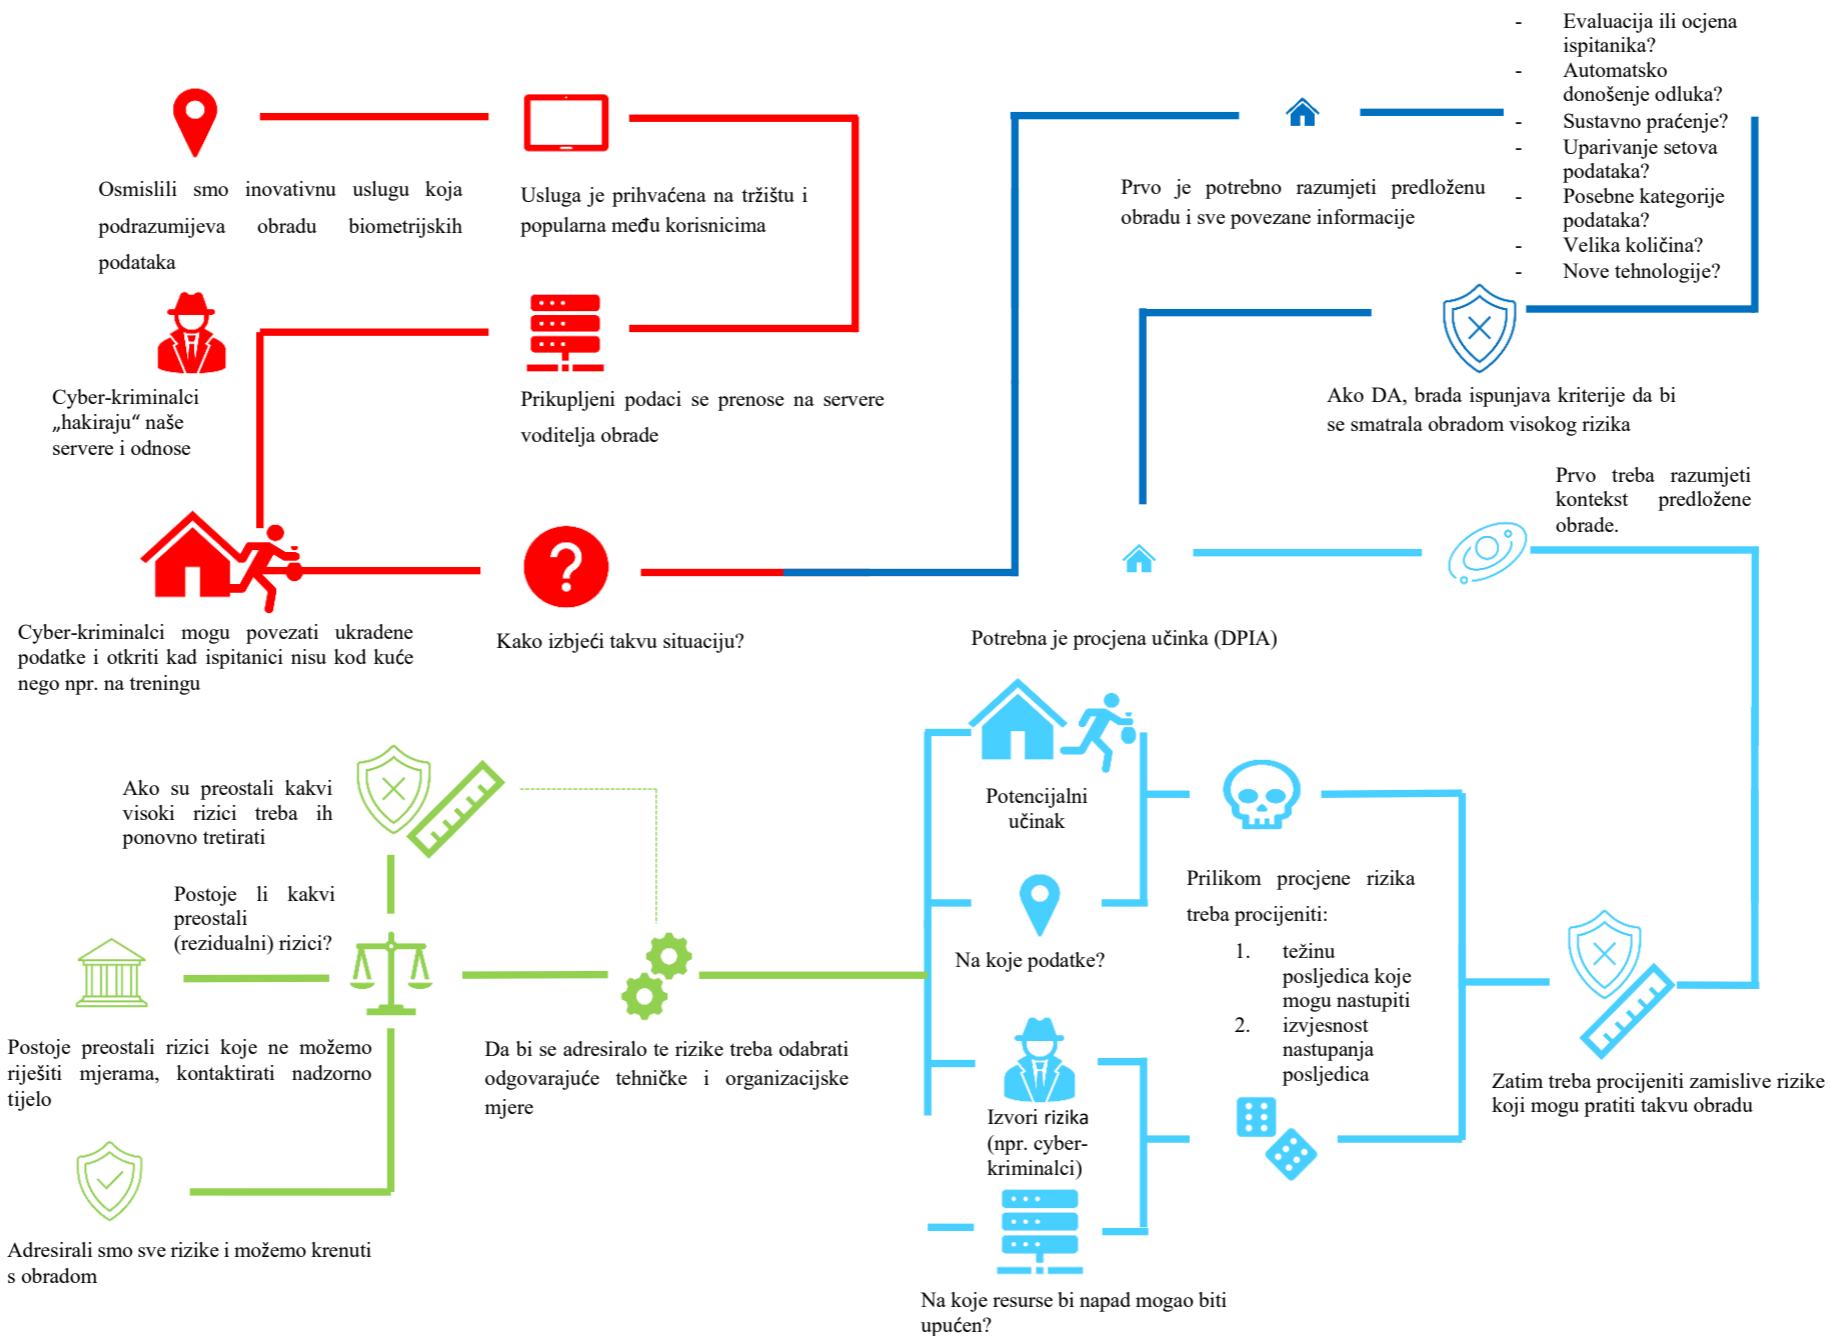 Osmislili smo inovativnu uslugu koja
podrazumijeva obradu biometrijskih
podataka
Usluga je prihvaćena na tržištu i
popularna među korisnicima
Prikupljeni podaci se prenose na servere
voditelja obrade
Cyber-kriminalci
„hakiraju“ naše
servere i odnose
Cyber-kriminalci mogu povezati ukradene
podatke i otkriti kad ispitanici nisu kod kuće
nego npr. na treningu
Kako izbjeći takvu situaciju?
Prvo je potrebno razumjeti predloženu
obradu i sve povezane informacije
- Evaluacija ili ocjena
ispitanika?
- Automatsko
donošenje odluka?
- Sustavno praćenje?
- Uparivanje setova
podataka?
- Posebne kategorije
podataka?
- Velika količina?
- Nove tehnologije?
Ako DA, brada ispunjava kriterije da bi
se smatrala obradom visokog rizika
Potrebna je procjena učinka (DPIA)
Prvo treba razumjeti
kontekst predložene
obrade.
Zatim treba procijeniti zamislive rizike
koji mogu pratiti takvu obradu
Prilikom procjene rizika
treba procijeniti:
1. težinu
posljedica koje
mogu nastupiti
2. izvjesnost
nastupanja
posljedica
Potencijalni
učinak
Na koje podatke?
Izvori rizika
(npr. cyber-
kriminalci)
Na koje resurse bi napad mogao biti
upućen?
Da bi se adresiralo te rizike treba odabrati
odgovarajuće tehničke i organizacijske
mjere
Postoje li kakvi
preostali
(rezidualni) rizici?
Ako su preostali kakvi
visoki rizici treba ih
ponovno tretirati
Postoje preostali rizici koje ne možemo
riješiti mjerama, kontaktirati nadzorno
tijelo
Adresirali smo sve rizike i možemo krenuti
s obradom